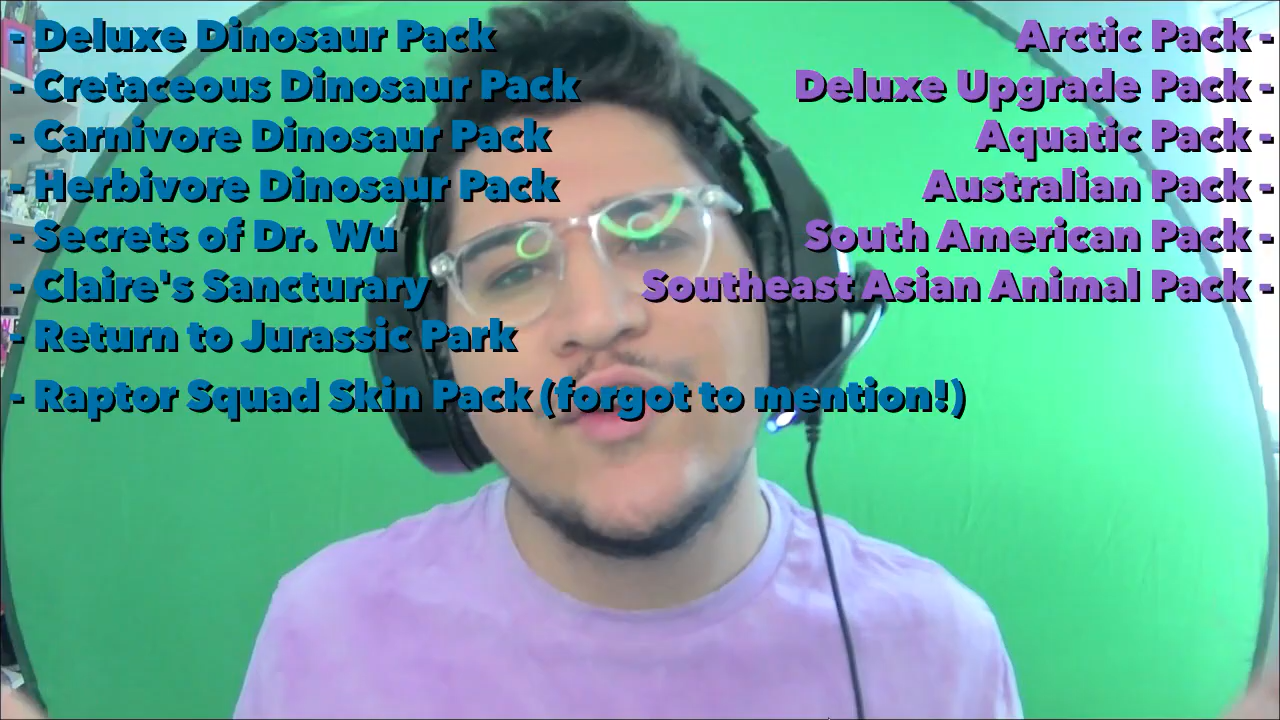 - Deluxe Dinosaur Pack
- Cretaceous Dinosaur Pack
- Carnivore Dinosaur Pack
- Herbivore Dinosaur Pack
- Secrets of Dr. Wu
- Claire's Sancturary
- Return to Jurassic Park
- Raptor Squad Skin Pack (forgot to mention!)
Arctic Pack -
Deluxe Upgrade Pack -
Aquatic Pack -
Australian Pack -
South American Pack -
Southeast Asian Animal Pack -